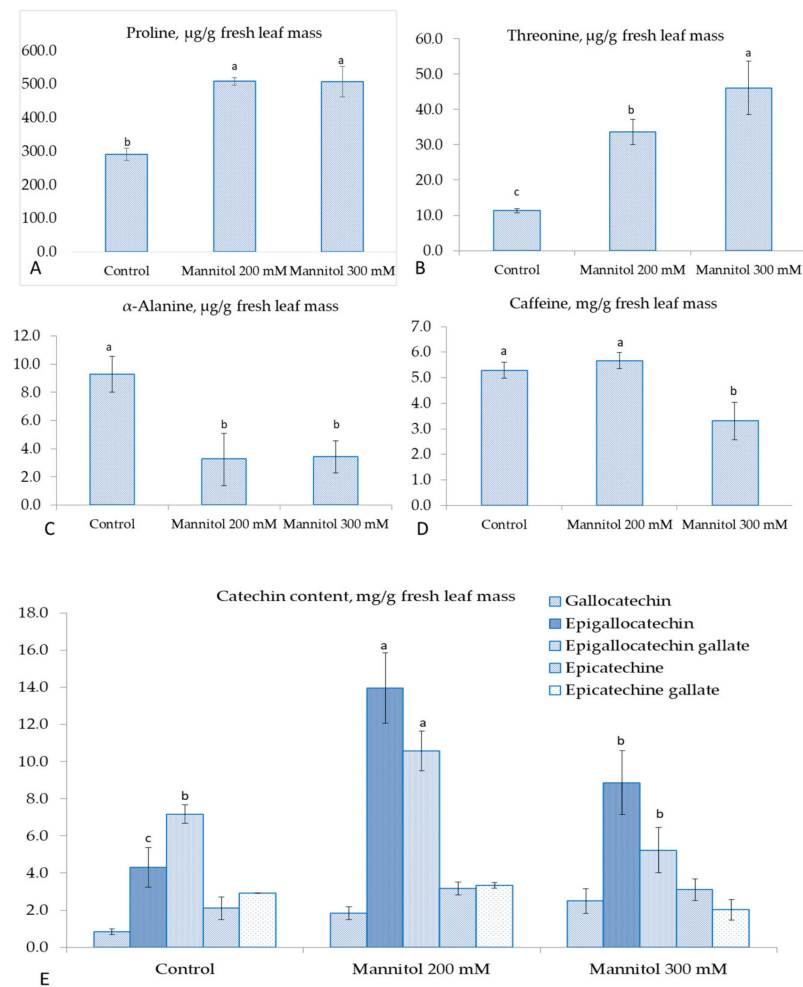 Proline, µg/g fresh leaf mass
600.0
500.0
400.0
300.0
200.0
100.0
0.0
b
a
a
Control
Mannitol 200 mM
Mannitol 300 mM
A
Threonine, µg/g fresh leaf mass
60.0
50.0
40.0
30.0
20.0
10.0
0.0
c
b
a
Control
Mannitol 200 mM
Mannitol 300 mM
B
α-Alanine, µg/g fresh leaf mass
12.0
10.0
8.0
6.0
4.0
2.0
0.0
a
b
b
Control
Mannitol 200 mM
Mannitol 300 mM
C
Caffeine, mg/g fresh leaf mass
7.0
6.0
5.0
4.0
3.0
2.0
1.0
0.0
a
a
b
Control
Mannitol 200 mM
Mannitol 300 mM
D
Catechin content, mg/g fresh leaf mass
Gallocatechin
Epigallocatechin
Epigallocatechin gallate
Epicatechine
Epicatechine gallate
18.0
16.0
14.0
12.0
10.0
8.0
6.0
4.0
2.0
0.0
c
b
a
a
b
b
Control
Mannitol 200 mM
Mannitol 300 mM
E